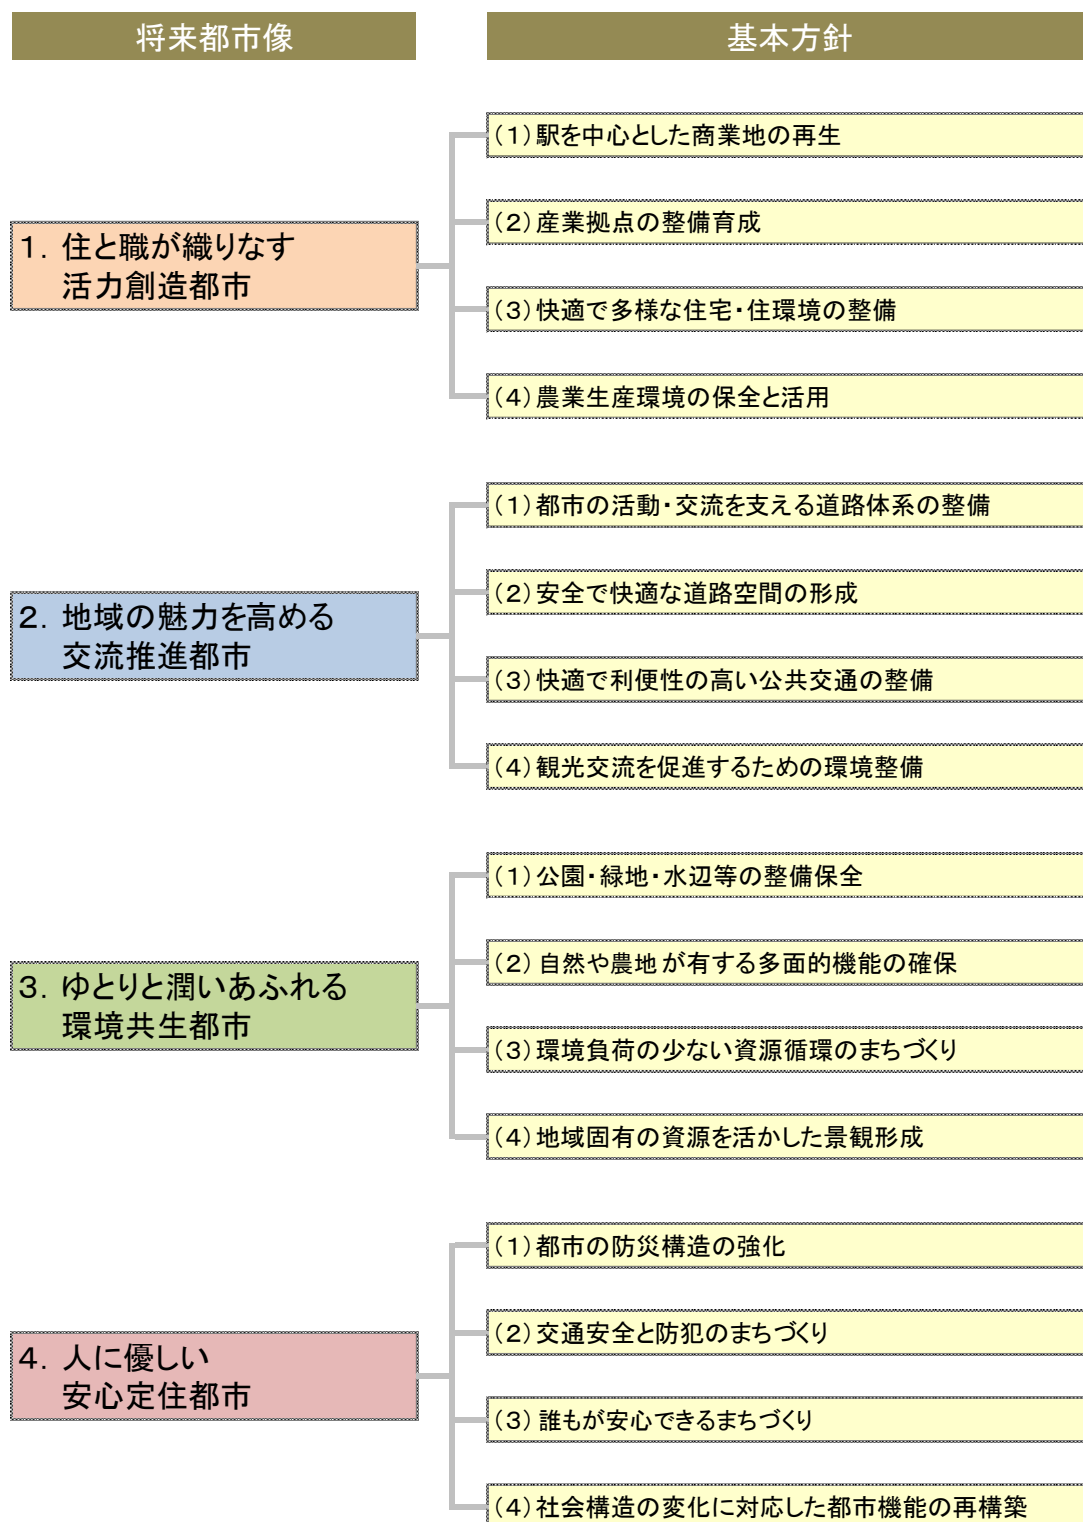 将来都市像
基本方針
1．住と職が織りなす
活力創造都市
（1）駅を中心とした商業地の再生
（2）産業拠点の整備育成
（3）快適で多様な住宅・住環境の整備
（4）農業生産環境の保全と活用
2．地域の魅力を高める
交流推進都市
（1）都市の活動・交流を支える道路体系の整備
（2）安全で快適な道路空間の形成
（3）快適で利便性の高い公共交通の整備
（4）観光交流を促進するための環境整備
3．ゆとりと潤いあふれる
環境共生都市
（1）公園・緑地・水辺等の整備保全
（2）自然や農地が有する多面的機能の確保
（3）環境負荷の少ない資源循環のまちづくり
（4）地域固有の資源を活かした景観形成
4．人に優しい
安心定住都市
（1）都市の防災構造の強化
（2）交通安全と防犯のまちづくり
（3）誰もが安心できるまちづくり
（4）社会構造の変化に対応した都市機能の再構築